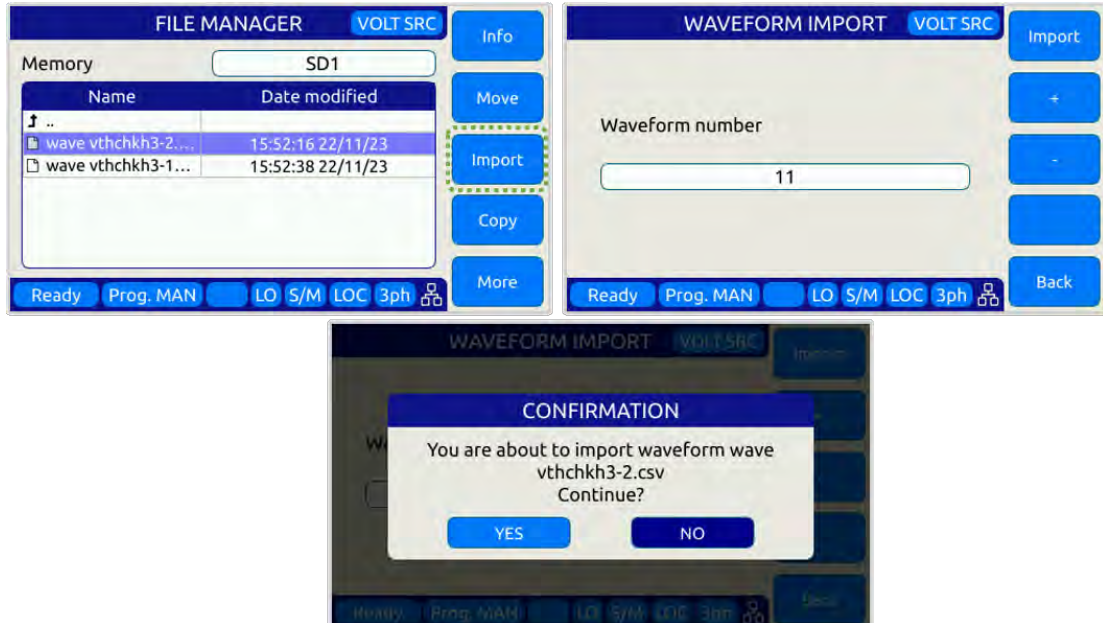 FILE MANAGER VOLT SRC
Info
Memory SD1
Name Date modified
Move
..
wave vthchkh3-2.... 15:52:16 22/11/23
wave vthchkh3-1... 15:52:38 22/11/23
Import
Copy
More
Ready Prog. MAN LO S/M LOC 3ph
WAVEFORM IMPORT VOLT SRC
Import
+
Waveform number
-
11
Back
Ready Prog. MAN LO S/M LOC 3ph
WAVEFORM IMPORT VOLT SRC
Import
CONFIRMATION
You are about to import waveform wave
vthchkh3-2.csv
Continue?
YES NO
Back
Ready Prog. MAN LO S/M LOC 3ph